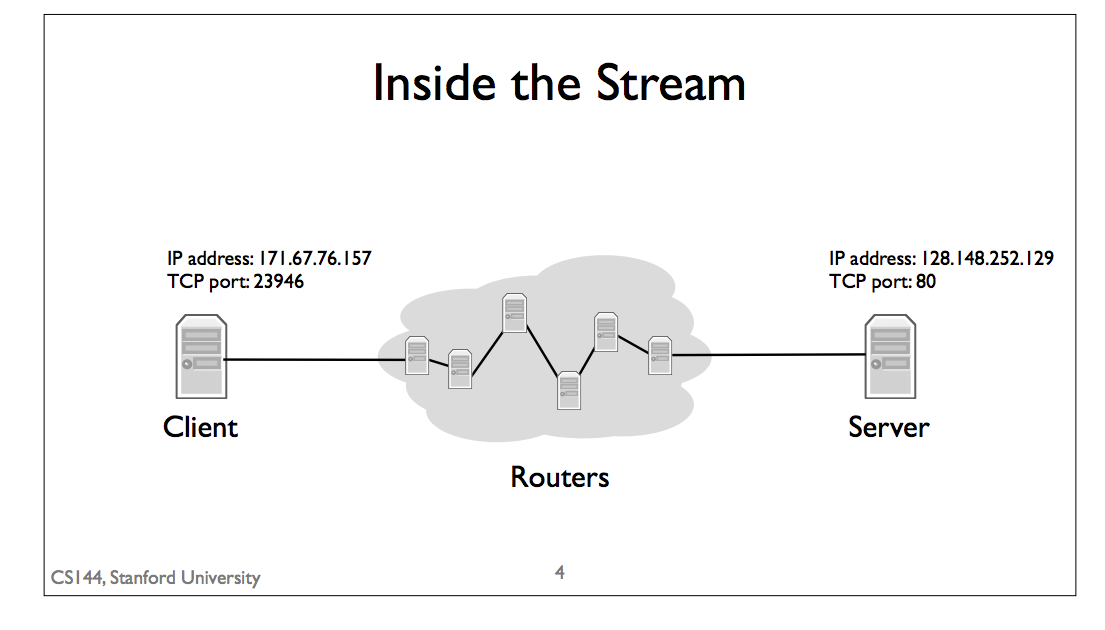 Inside the Stream
IP address: 171.67.76.157
TCP port: 23946
IP address: 128.148.252.129
TCP port: 80
Client
Server
Routers
CS144, Stanford University
4